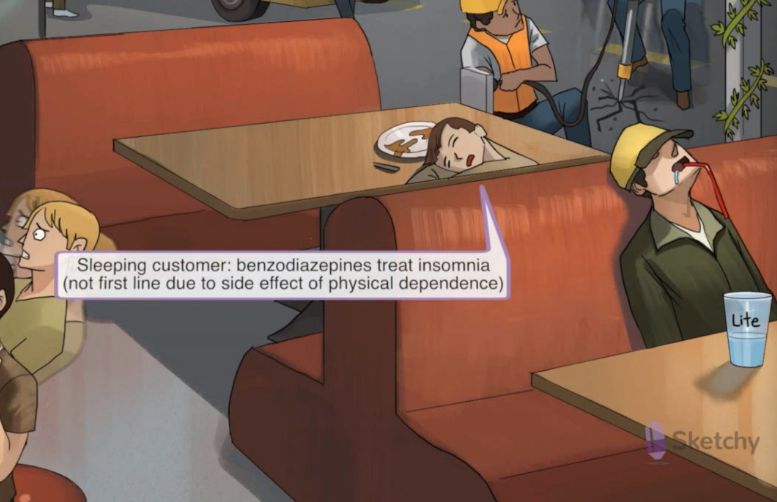 Sleeping customer: benzodiazepines treat insomnia
(not first line due to side effect of physical dependence)
Lite
Sketchy